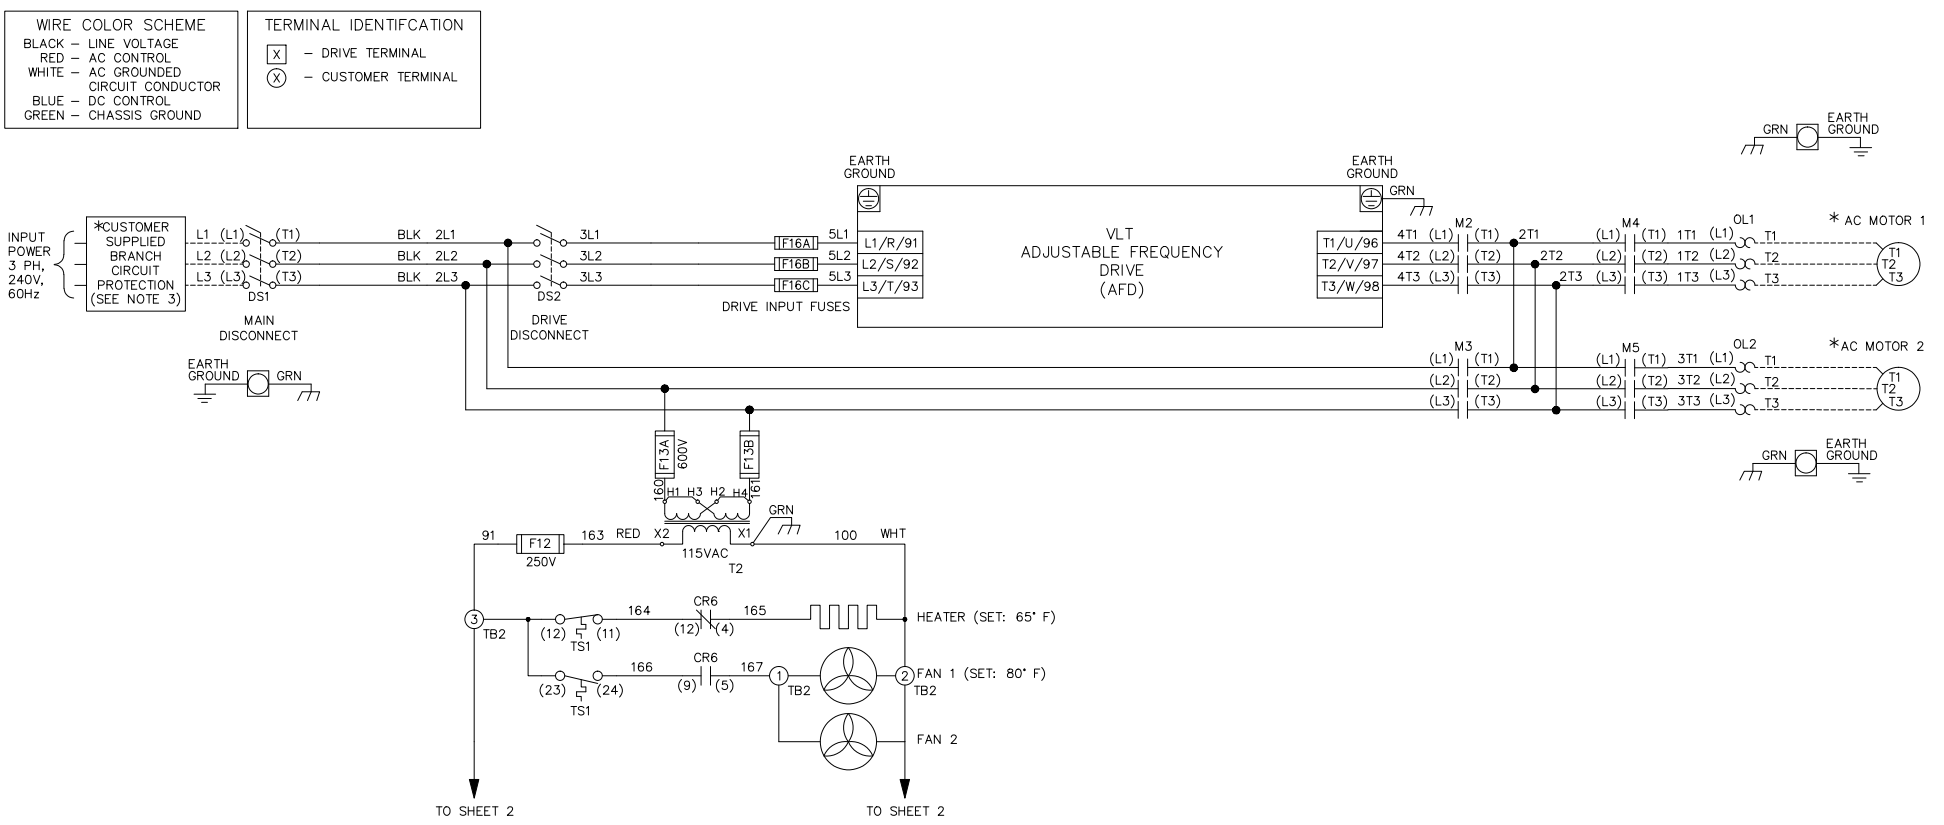 WIRE COLOR SCHEME
BLACK – LINE VOLTAGE
RED – AC CONTROL
WHITE – AC GROUNDED
CIRCUIT CONDUCTOR
BLUE – DC CONTROL
GREEN – CHASSIS GROUND
TERMINAL IDENTIFCATION
X – DRIVE TERMINAL
X – CUSTOMER TERMINAL
INPUT
POWER
3 PH,
240V,
60Hz
*CUSTOMER
SUPPLIED
BRANCH
CIRCUIT
PROTECTION
(SEE NOTE 3)
L1 (L1) (T1) BLK 2L1 3L1 F16A 5L1 L1/R/91
L2 (L2) (T2) BLK 2L2 3L2 F16B 5L2 L2/S/92
L3 (L3) (T3) BLK 2L3 3L3 F16C 5L3 L3/T/93
DS1
MAIN
DISCONNECT
DS2
DRIVE
DISCONNECT
DRIVE INPUT FUSES
EARTH
GROUND
VLT
ADJUSTABLE FREQUENCY
DRIVE
(AFD)
EARTH
GROUND
GRN
GRN
EARTH
GROUND
M2 M4 OL1
T1/U/96 4T1 (L1) (T1) 2T1 (L1) (T1) 1T1 (L1) T1
T2/V/97 4T2 (L2) (T2) 2T2 (L2) (T2) 1T2 T2
T3/W/98 4T3 (L3) (T3) 2T3 (L3) (T3) 1T3 (L3) T3
* AC MOTOR 1
T1
T2
T3
EARTH
GROUND
GRN
M3 M5 OL2
(L1) (T1) (L1) (T1) 3T1 (L1) T1
(L2) (T2) (L2) (T2) 3T2 (L2) T2
(L3) (T3) (L3) (T3) 3T3 (L3) T3
*AC MOTOR 2
T1
T2
T3
GRN
EARTH
GROUND
F13A
600V
F13B
160
H1 H3 H2 H4
161
GRN
91 F12 163 RED X2 X1 100 WHT
250V
115VAC
T2
3
TB2
(12) (11)
TS1
164
CR6
(12) (4)
165
HEATER (SET: 65° F)
(23) (24)
TS1
166
CR6
(9) (5)
167
1
TB2
2
TB2
FAN 1 (SET: 80° F)
FAN 2
TO SHEET 2
TO SHEET 2